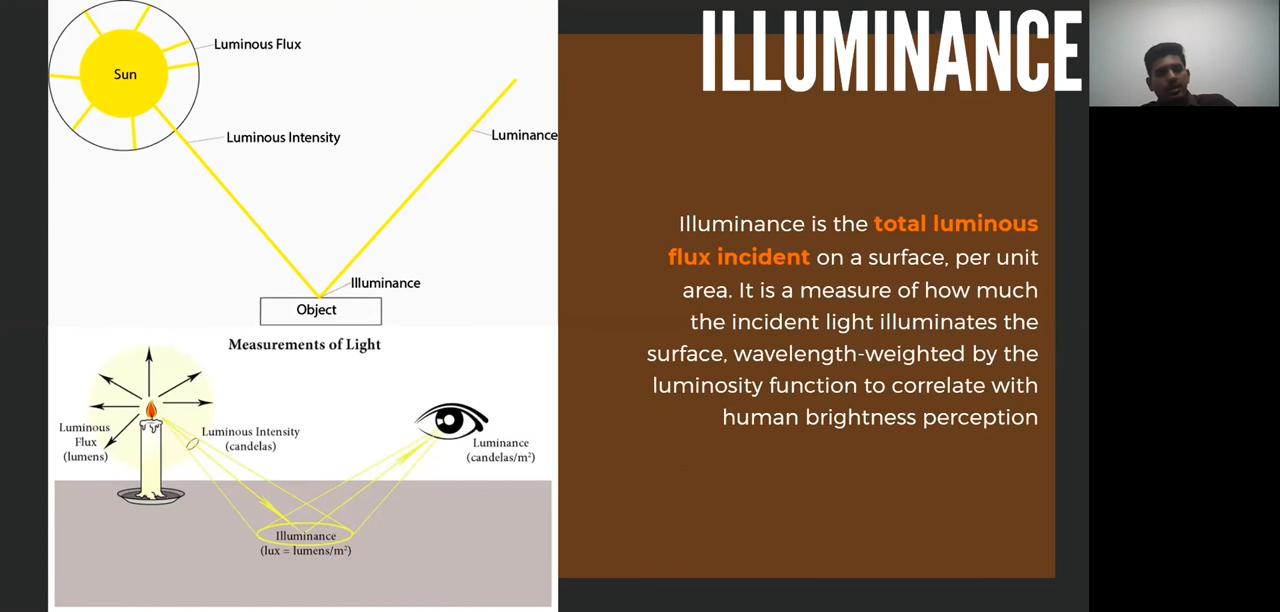 ILLUMINANCE
Luminous Flux
Sun
Luminous Intensity
Luminance
Illuminance
Object
Measurements of Light
Luminous
Flux
(lumens)
Luminous Intensity
(candelas)
Luminance
(candelas/m²)
Illuminance
(lux = lumens/m²)
Illuminance is the total luminous
flux incident on a surface, per unit
area. It is a measure of how much
the incident light illuminates the
surface, wavelength-weighted by the
luminosity function to correlate with
human brightness perception